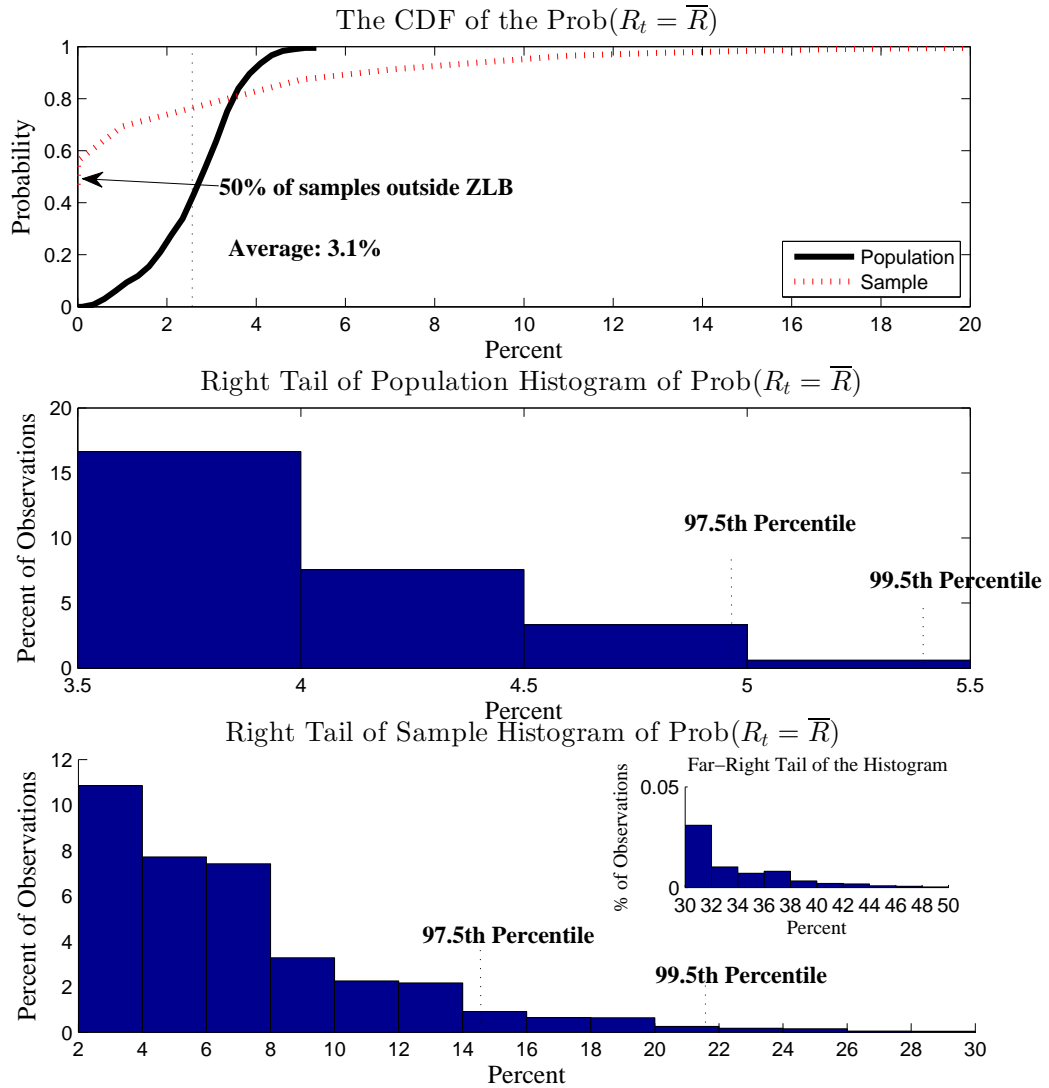 The CDF of the Prob(R_t = R̅)
Probability
1
0.8
0.6
0.4
0.2
0
50% of samples outside ZLB
Average: 3.1%
Population
Sample
0 2 4 6 8 10 12 14 16 18 20
Percent
Right Tail of Population Histogram of Prob(R_t = R̅)
Percent of Observations
20
15
10
5
0
97.5th Percentile
99.5th Percentile
3.5 4 4.5 5 5.5
Percent
Right Tail of Sample Histogram of Prob(R_t = R̅)
Percent of Observations
12
10
8
6
4
2
0
97.5th Percentile
99.5th Percentile
2 4 6 8 10 12 14 16 18 20 22 24 26 28 30
Percent
Far–Right Tail of the Histogram
% of Observations
0.05
0
30 32 34 36 38 40 42 44 46 48 50
Percent